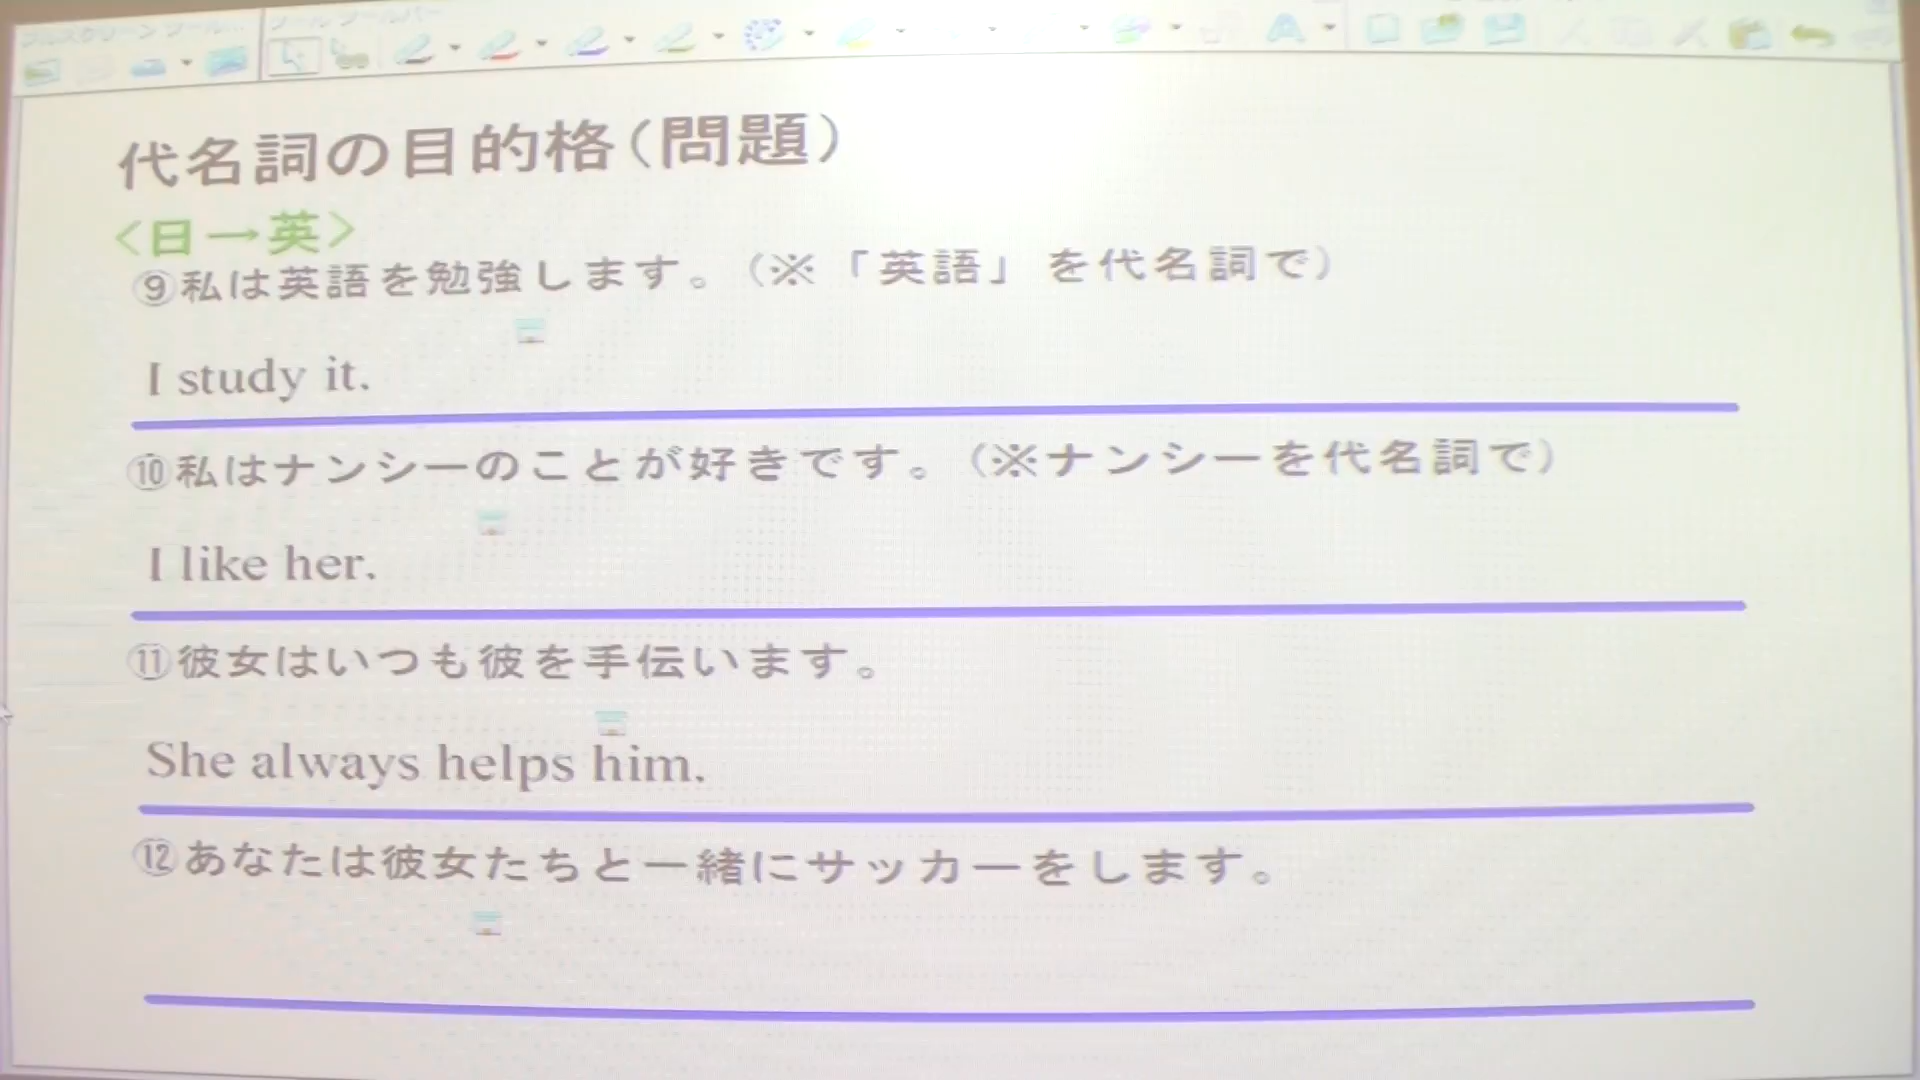 代名詞の目的格(問題)
<日→英>
⑨私は英語を勉強します。(※「英語」を代名詞で)
I study it.
⑩私はナンシーのことが好きです。(※ナンシーを代名詞で)
I like her.
⑪彼女はいつも彼を手伝います。
She always helps him.
⑫あなたは彼女たちと一緒にサッカーをします。